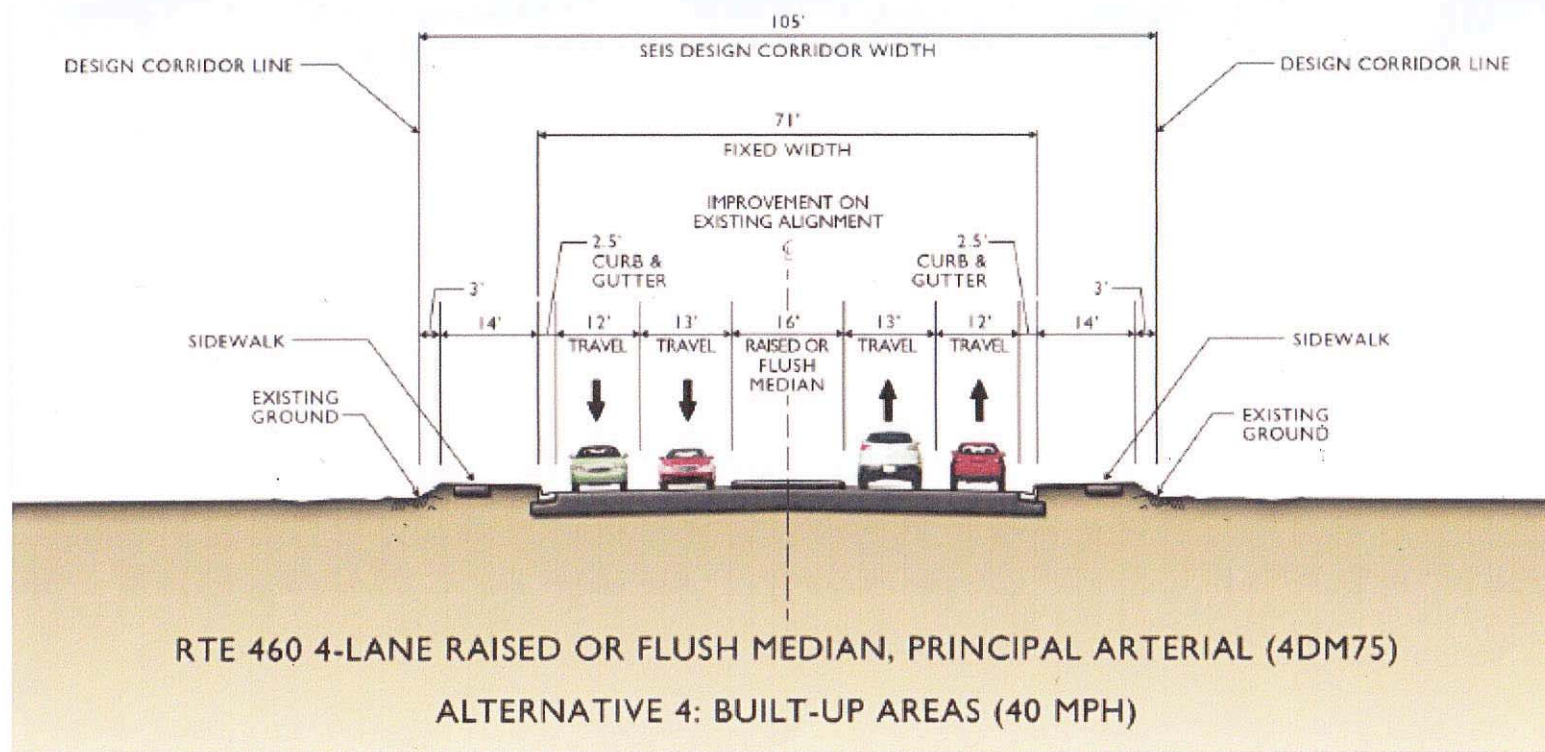 105'
SEIS DESIGN CORRIDOR WIDTH
DESIGN CORRIDOR LINE
DESIGN CORRIDOR LINE
71'
FIXED WIDTH
IMPROVEMENT ON
EXISTING ALIGNMENT
℄
2.5'
CURB &
GUTTER
2.5'
CURB &
GUTTER
3'
3'
14'
12'
TRAVEL
13'
TRAVEL
16'
RAISED OR
FLUSH
MEDIAN
13'
TRAVEL
12'
TRAVEL
14'
SIDEWALK
SIDEWALK
EXISTING
GROUND
EXISTING
GROUND
RTE 460 4-LANE RAISED OR FLUSH MEDIAN, PRINCIPAL ARTERIAL (4DM75)
ALTERNATIVE 4: BUILT-UP AREAS (40 MPH)